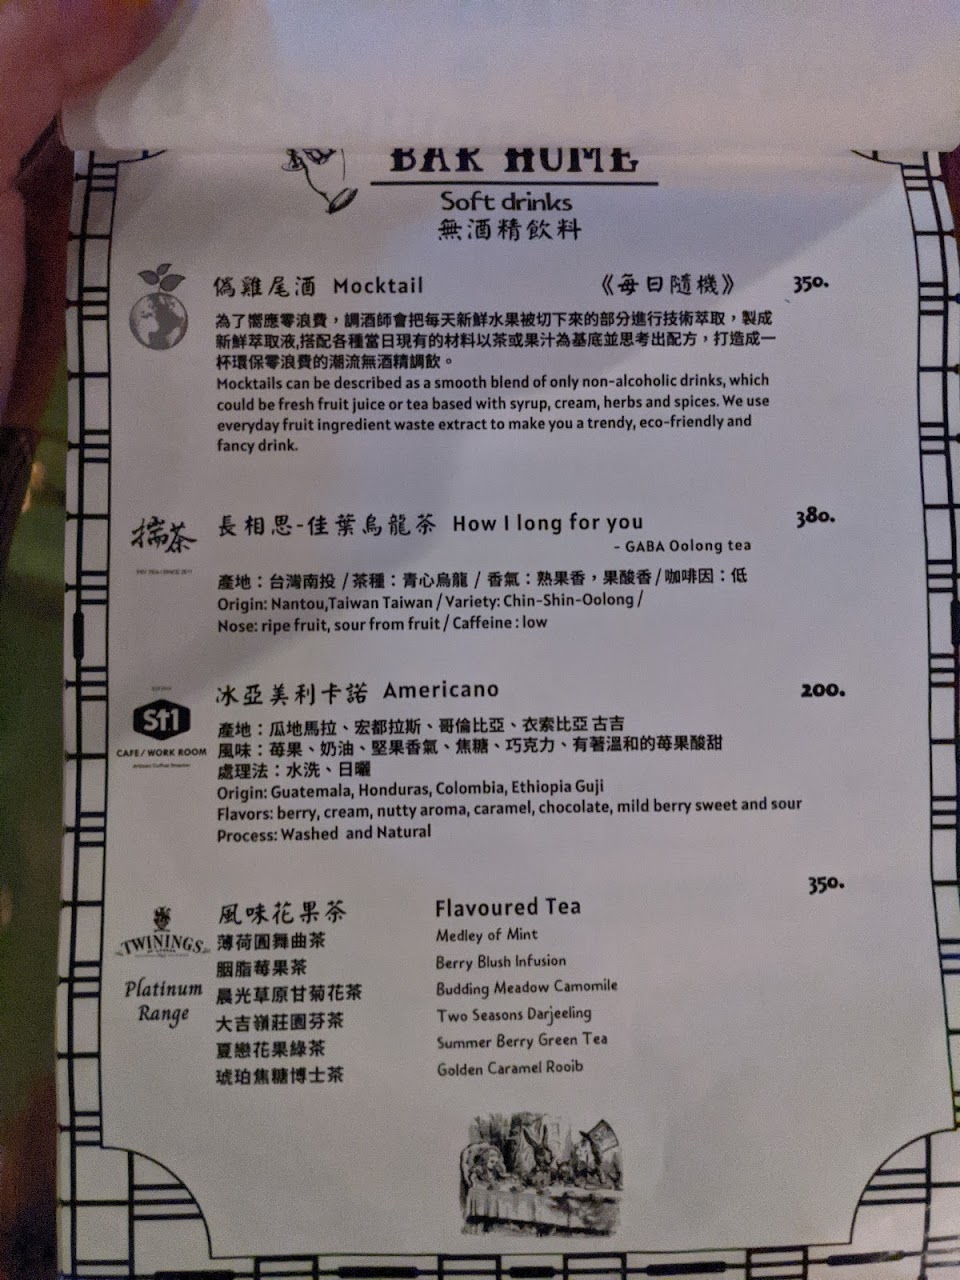 BAR HOME
Soft drinks
無酒精飲料
偽雞尾酒 Mocktail 《每日隨機》 350.
為了嚮應零浪費，調酒師會把每天新鮮水果被切下來的部分進行技術萃取，製成
新鮮萃取液,搭配各種當日現有的材料以茶或果汁為基底並思考出配方，打造成一
杯環保零浪費的潮流無酒精調飲。
Mocktails can be described as a smooth blend of only non-alcoholic drinks, which
could be fresh fruit juice or tea based with syrup, cream, herbs and spices. We use
everyday fruit ingredient waste extract to make you a trendy, eco-friendly and
fancy drink.
揣茶
長相思-佳葉烏龍茶 How I long for you 380.
- GABA Oolong tea
產地：台灣南投 / 茶種：青心烏龍 / 香氣：熟果香，果酸香 / 咖啡因：低
Origin: Nantou,Taiwan Taiwan / Variety: Chin-Shin-Oolong /
Nose: ripe fruit, sour from fruit / Caffeine : low
St1
CAFE / WORK ROOM
冰亞美利卡諾 Americano 200.
產地：瓜地馬拉、宏都拉斯、哥倫比亞、衣索比亞 古吉
風味：莓果、奶油、堅果香氣、焦糖、巧克力、有著溫和的莓果酸甜
處理法：水洗、日曬
Origin: Guatemala, Honduras, Colombia, Ethiopia Guji
Flavors: berry, cream, nutty aroma, caramel, chocolate, mild berry sweet and sour
Process: Washed and Natural
350.
TWININGS
Platinum
Range
風味花果茶 Flavoured Tea
薄荷圓舞曲茶 Medley of Mint
胭脂莓果茶 Berry Blush Infusion
晨光草原甘菊花茶 Budding Meadow Camomile
大吉嶺莊園芬茶 Two Seasons Darjeeling
夏戀花果綠茶 Summer Berry Green Tea
琥珀焦糖博士茶 Golden Caramel Rooib